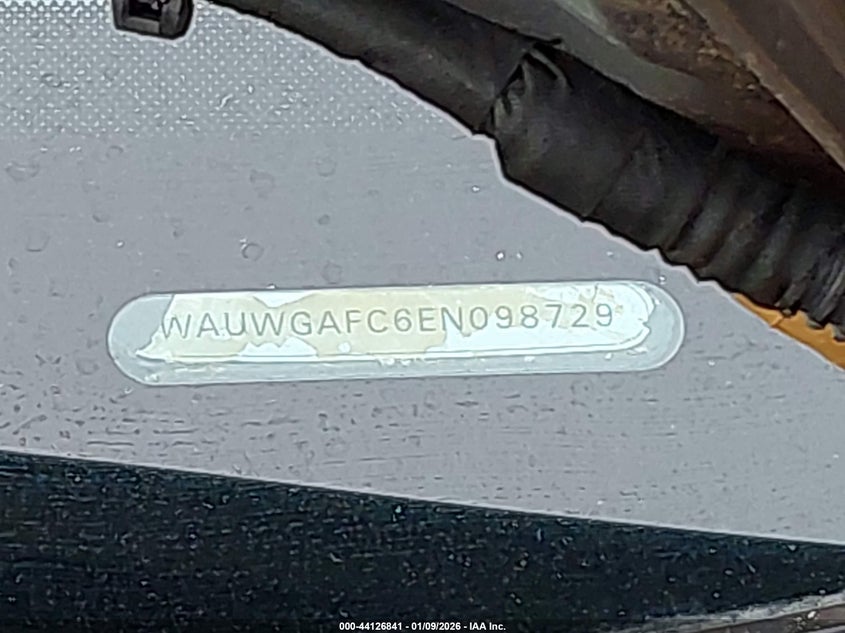 WAUWGAFC6EN098729
000-44126841 - 01/09/2026 - IAA Inc.